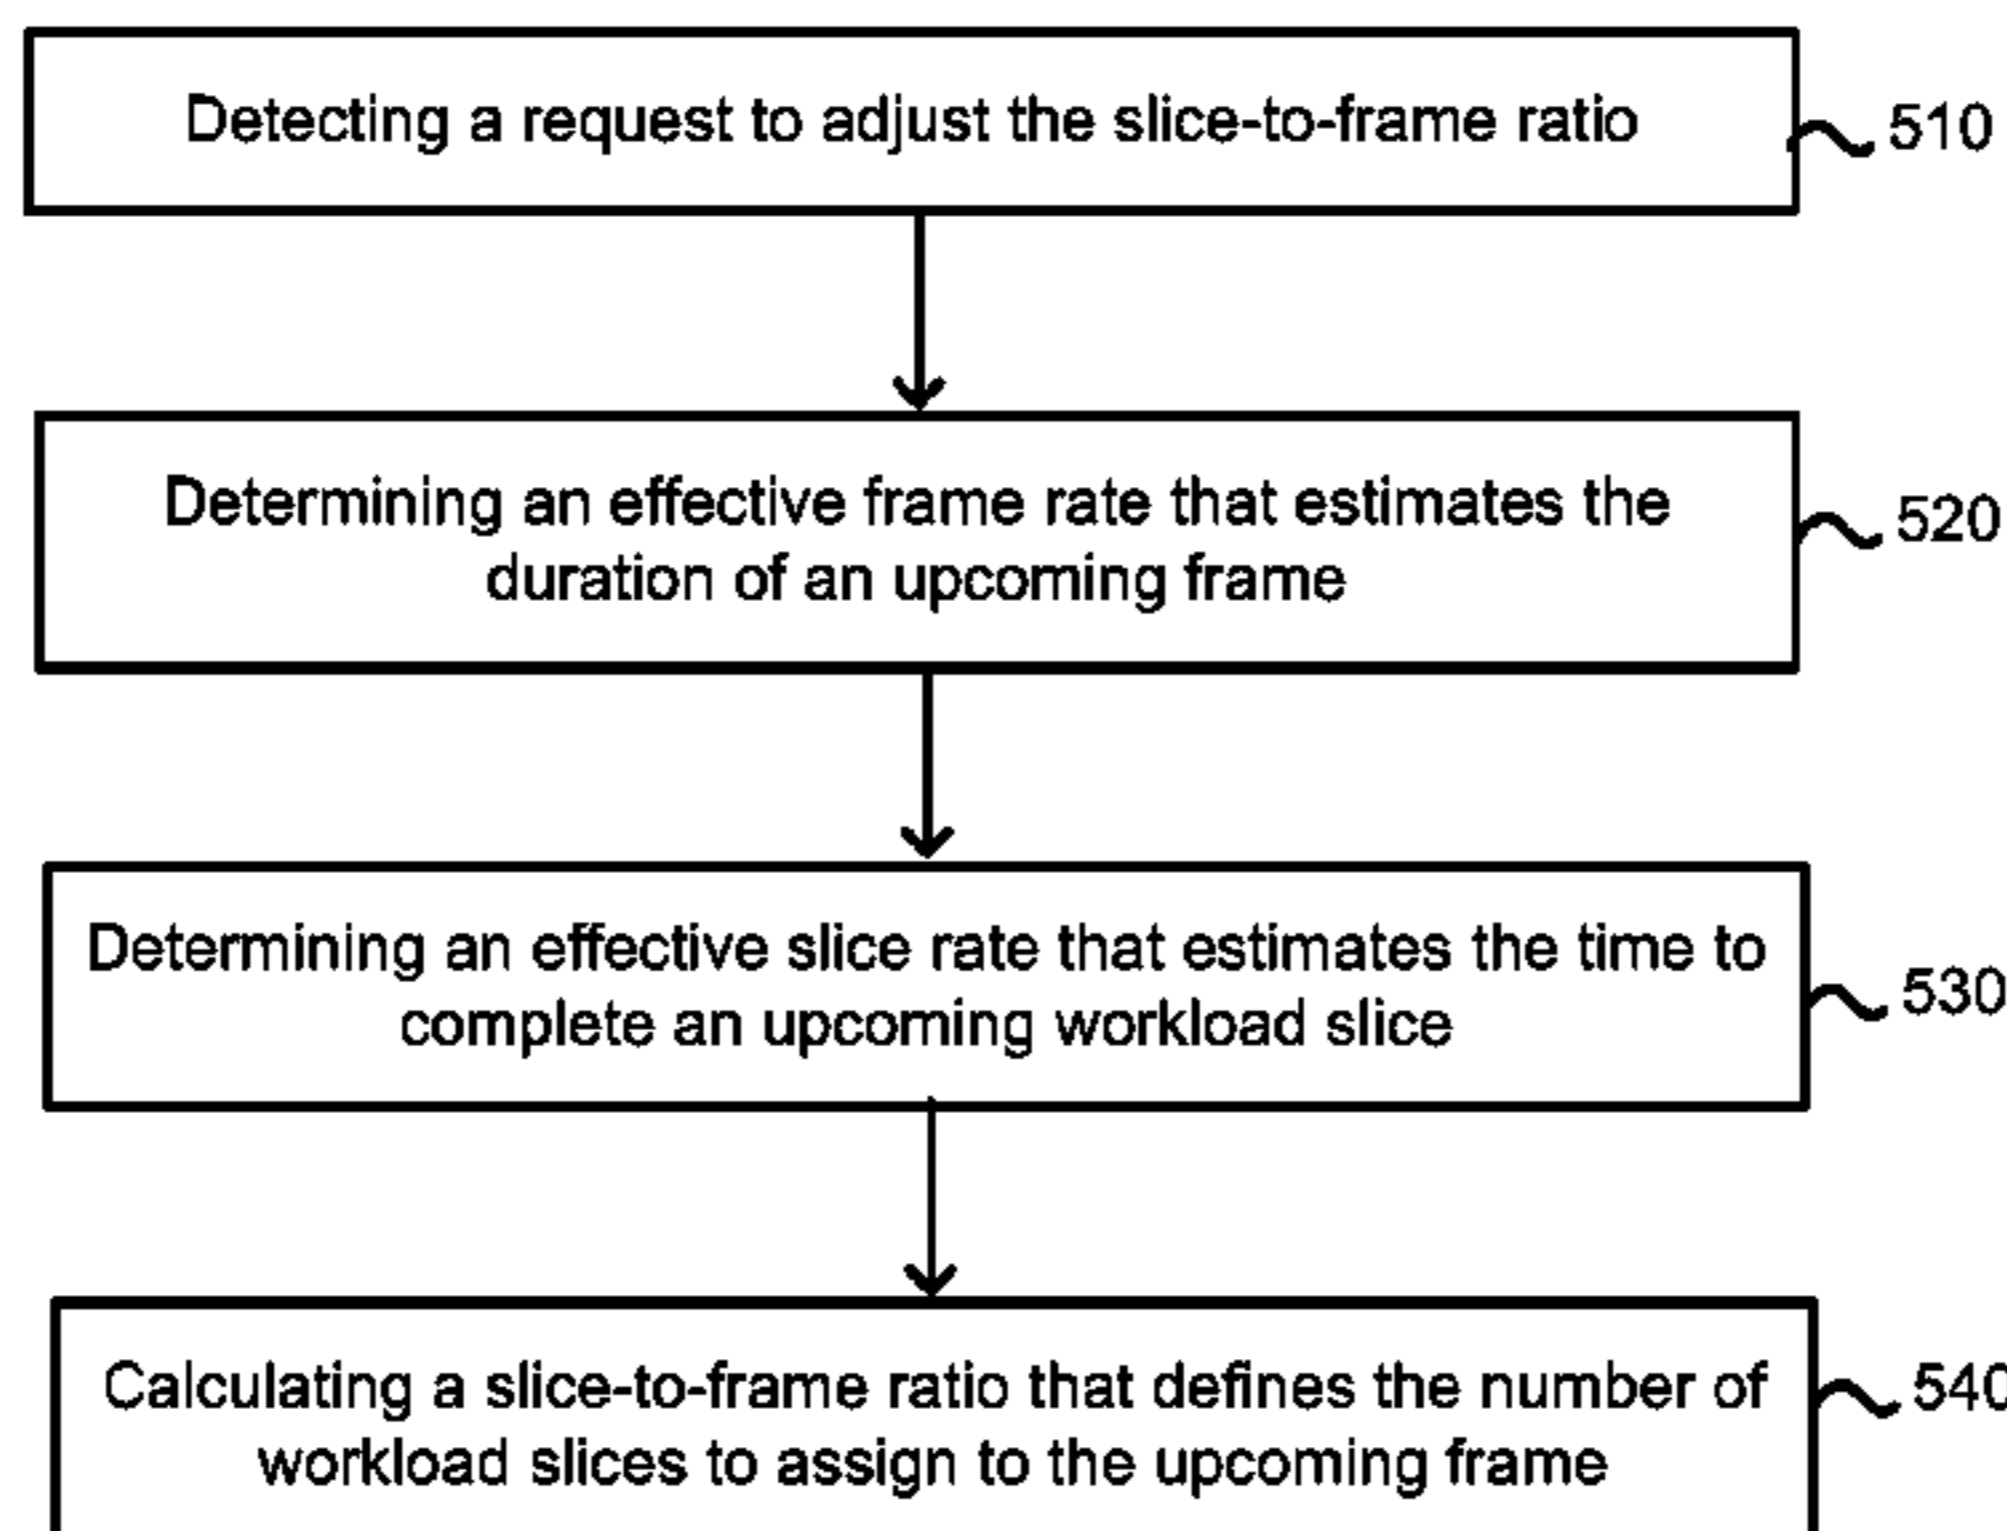 Detecting a request to adjust the slice-to-frame ratio
510
Determining an effective frame rate that estimates the
duration of an upcoming frame
520
Determining an effective slice rate that estimates the time to
complete an upcoming workload slice
530
Calculating a slice-to-frame ratio that defines the number of
workload slices to assign to the upcoming frame
540